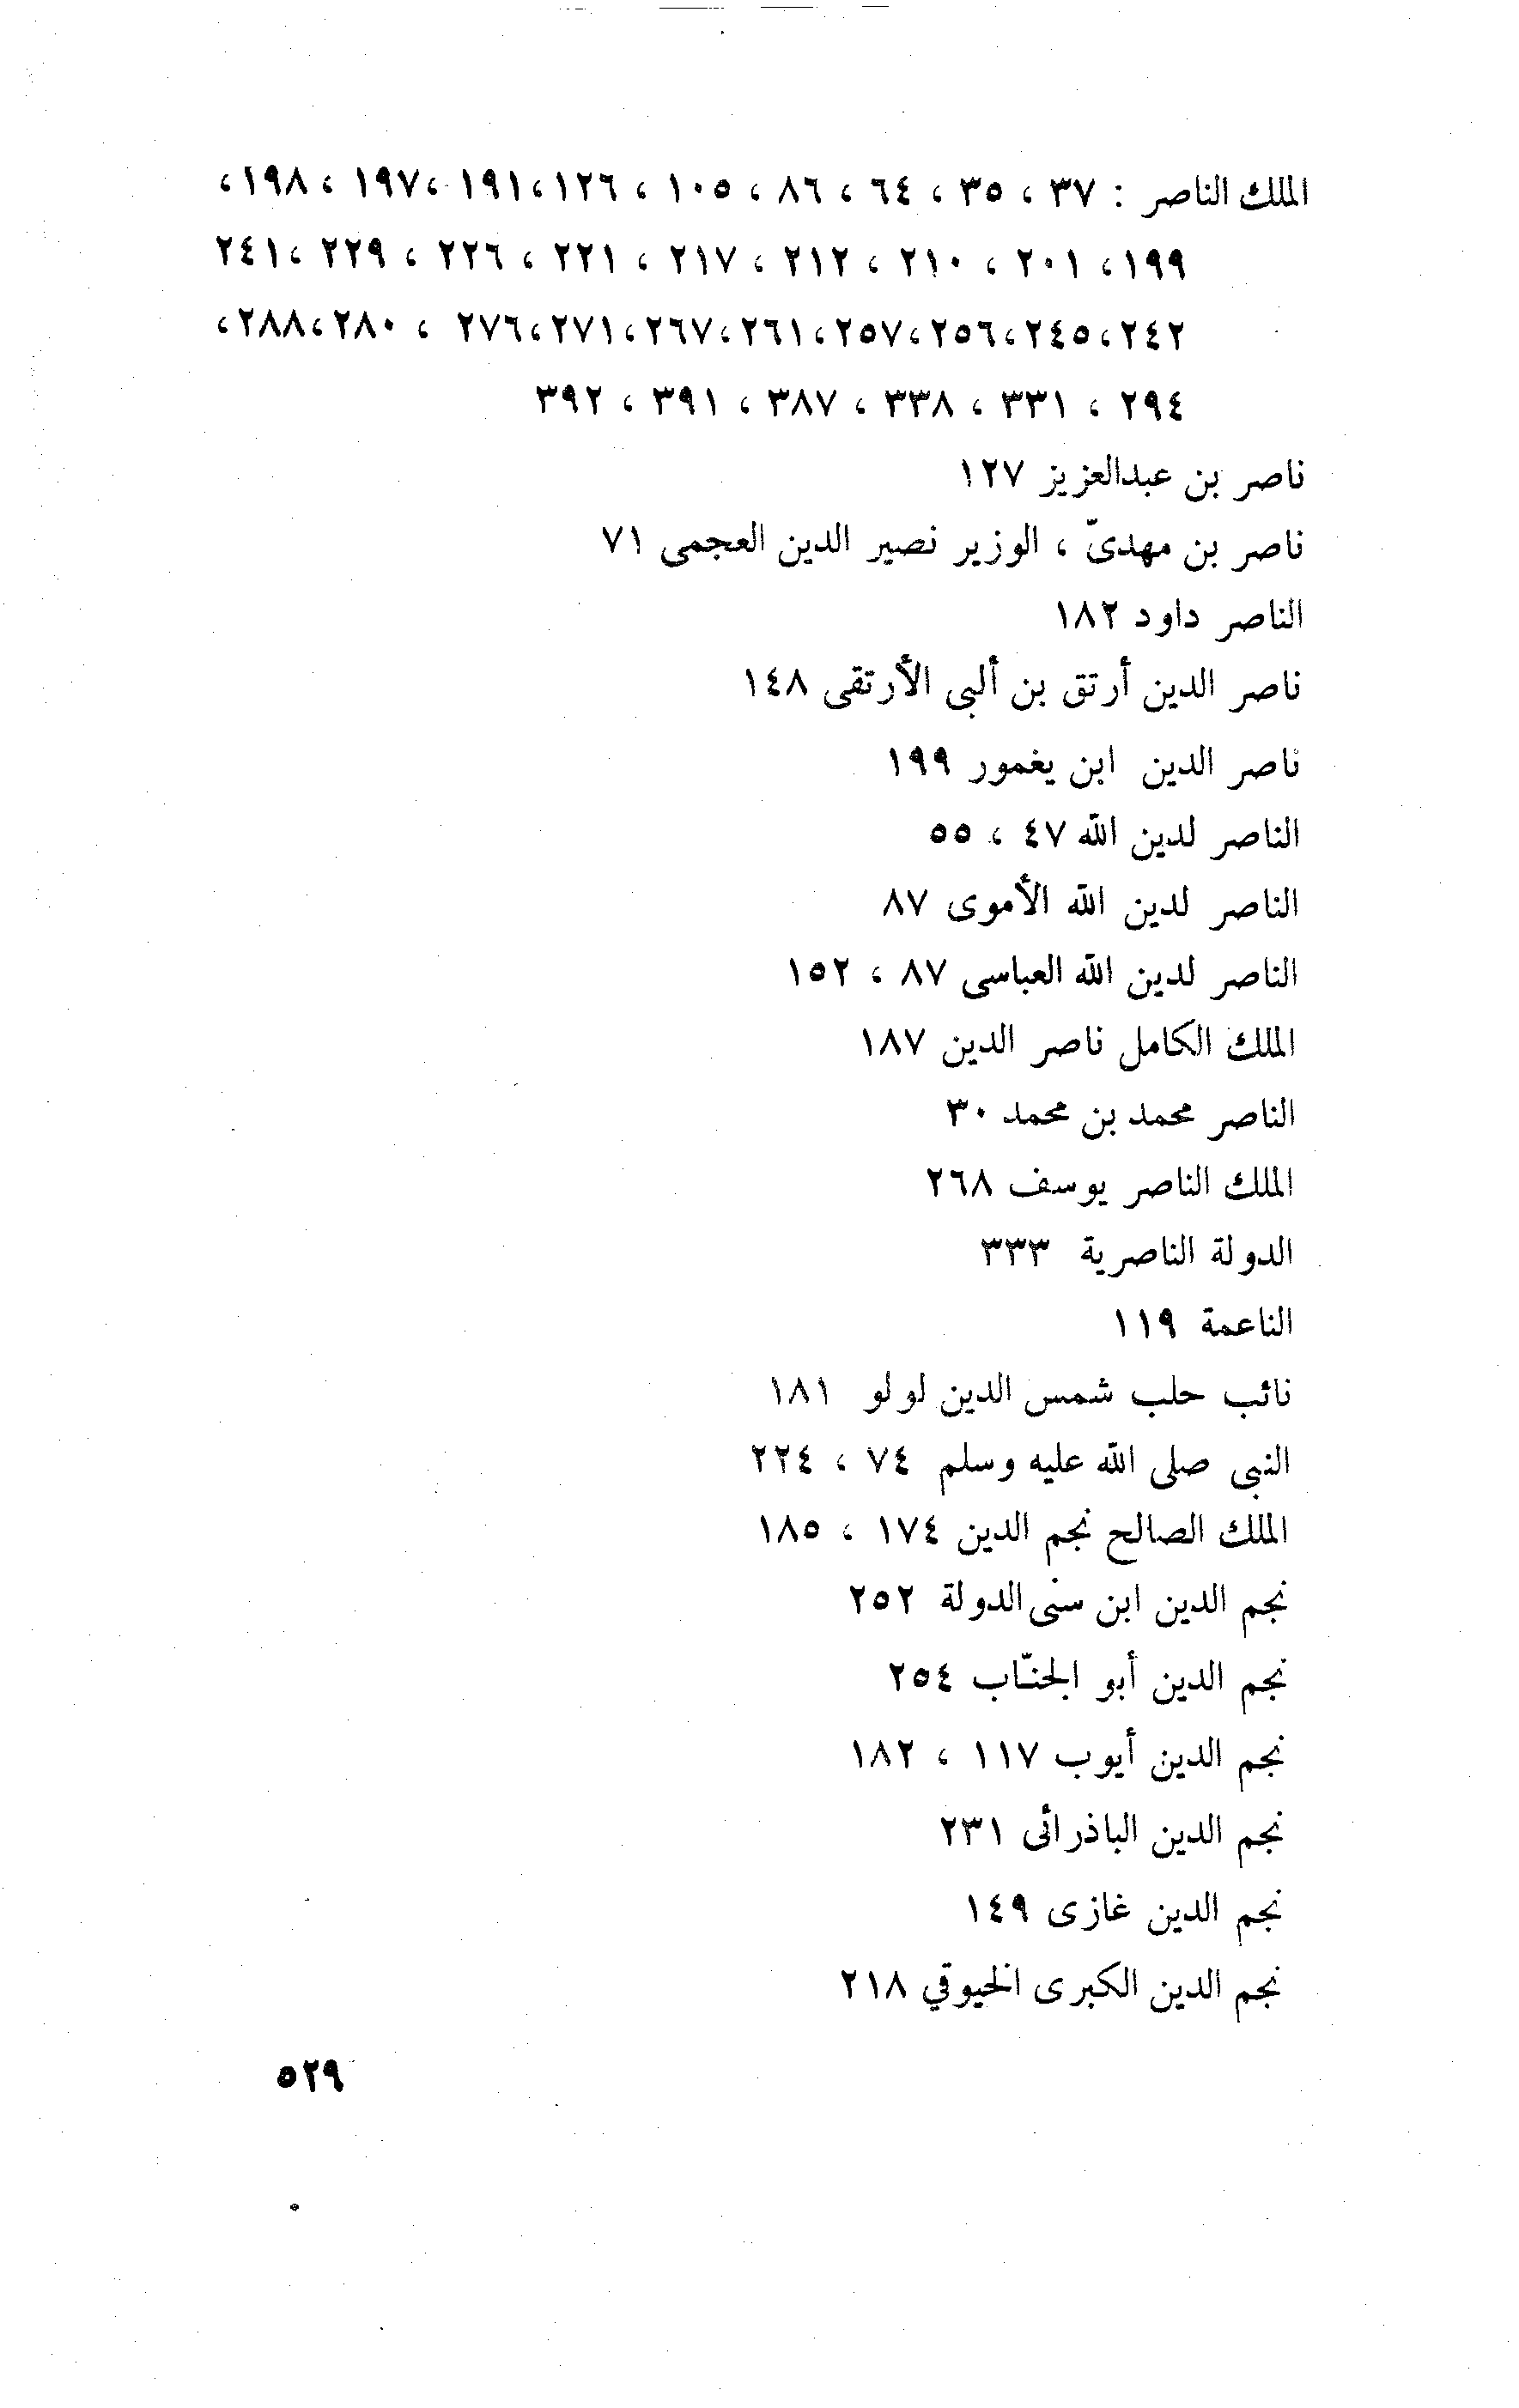 الملك الناصر : ٣٧ ، ٣٥ ، ٦٤ ، ٨٦ ، ١٠٥ ، ١٢٦ ، ١٩١ ، ١٩٧ ، ١٩٨ ،
١٩٩ ، ٢٠١ ، ٢١٠ ، ٢١٢ ، ٢١٧ ، ٢٢١ ، ٢٢٦ ، ٢٢٩ ، ٢٤١
٢٤٢ ، ٢٤٥ ، ٢٥٦ ، ٢٥٧ ، ٢٦١ ، ٢٦٧ ، ٢٧١ ، ٢٧٦ ، ٢٨٠ ، ٢٨٨ ،
٢٩٤ ، ٣٣١ ، ٣٣٨ ، ٣٨٧ ، ٣٩١ ، ٣٩٢
ناصر بن عبدالعزيز ١٢٧
ناصر بن مهدىّ ، الوزير نصير الدين العجمى ٧١
الناصر داود ١٨٢
ناصر الدين أرتق بن ألبى الأرتقى ١٤٨
ناصر الدين ابن يغمور ١٩٩
الناصر لدين الله ٤٧ ، ٥٥
الناصر لدين الله الأموى ٨٧
الناصر لدين الله العباسى ٨٧ ، ١٥٢
الملك الكامل ناصر الدين ١٨٧
الناصر محمد بن محمد ٣٠
الملك الناصر يوسف ٢٦٨
الدولة الناصرية ٣٣٣
الناعمة ١١٩
نائب حلب شمس الدين لولو ١٨١
النبى صلى الله عليه وسلم ٧٤ ، ٢٢٤
الملك الصالح نجم الدين ١٧٤ ، ١٨٥
نجم الدين ابن سنى الدولة ٢٥٢
نجم الدين أبو الجنّاب ٢٥٤
نجم الدين أيوب ١١٧ ، ١٨٢
نجم الدين الباذرائى ٢٣١
نجم الدين غازى ١٤٩
نجم الدين الكبرى الخيوقي ٢١٨
٥٢٩